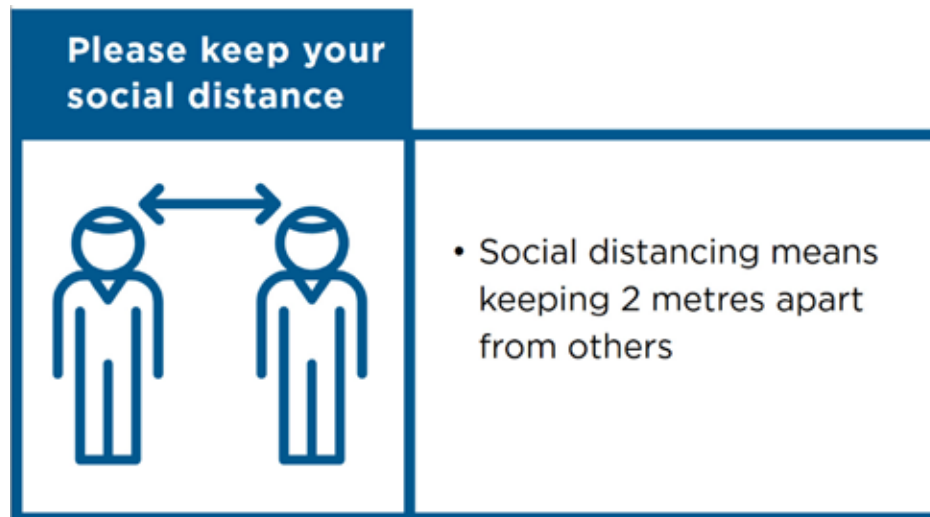 Please keep your
social distance
• Social distancing means
keeping 2 metres apart
from others